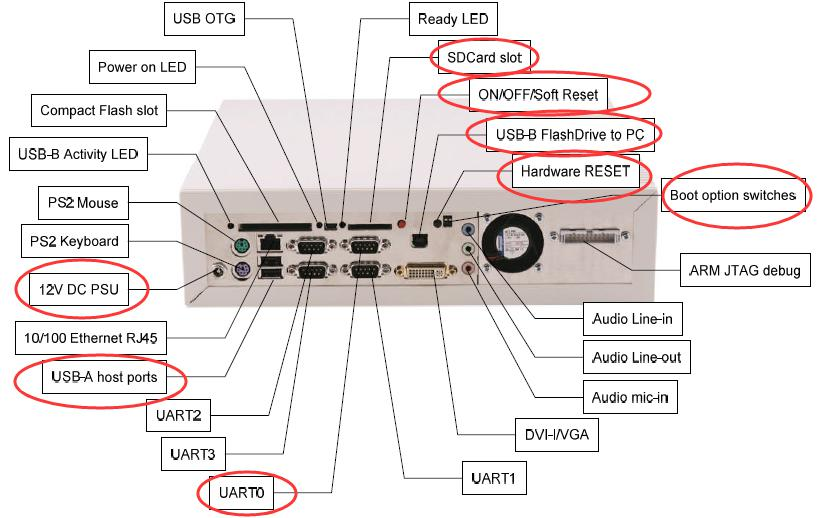 USB OTG
Ready LED
SDCard slot
Power on LED
ON/OFF/Soft Reset
Compact Flash slot
USB-B FlashDrive to PC
USB-B Activity LED
Hardware RESET
Boot option switches
PS2 Mouse
PS2 Keyboard
ARM JTAG debug
12V DC PSU
Audio Line-in
10/100 Ethernet RJ45
Audio Line-out
USB-A host ports
Audio mic-in
UART2
DVI-I/VGA
UART3
UART1
UART0